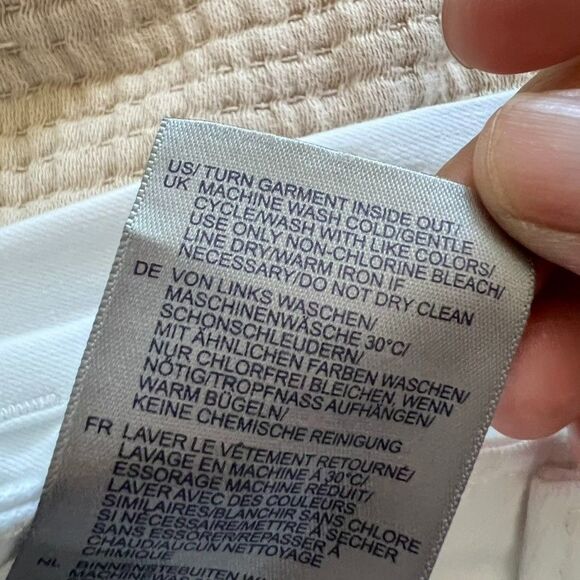 US/ TURN GARMENT INSIDE OUT/
UK MACHINE WASH COLD/GENTLE
CYCLE/WASH WITH LIKE COLORS/
USE ONLY NON-CHLORINE BLEACH/
LINE DRY/WARM IRON IF
NECESSARY/DO NOT DRY CLEAN
DE VON LINKS WASCHEN/
MASCHINENWÄSCHE 30°C/
SCHONSCHLEUDERN/
MIT ÄHNLICHEN FARBEN WASCHEN/
NUR CHLORFREI BLEICHEN, WENN
NÖTIG/TROPFNASS AUFHÄNGEN/
WARM BÜGELN/
KEINE CHEMISCHE REINIGUNG
FR LAVER LE VÊTEMENT RETOURNÉ/
LAVAGE EN MACHINE À 30°C/
ESSORAGE MACHINE RÉDUIT/
LAVER AVEC DES COULEURS
SIMILAIRES/BLANCHIR SANS CHLORE
SI NÉCESSAIRE/METTRE À SÉCHER
SANS ESSORER/REPASSER À
CHAUD/AUCUN NETTOYAGE
CHIMIQUE
NL BINNENSTEBUITEN
MACHINEWAS